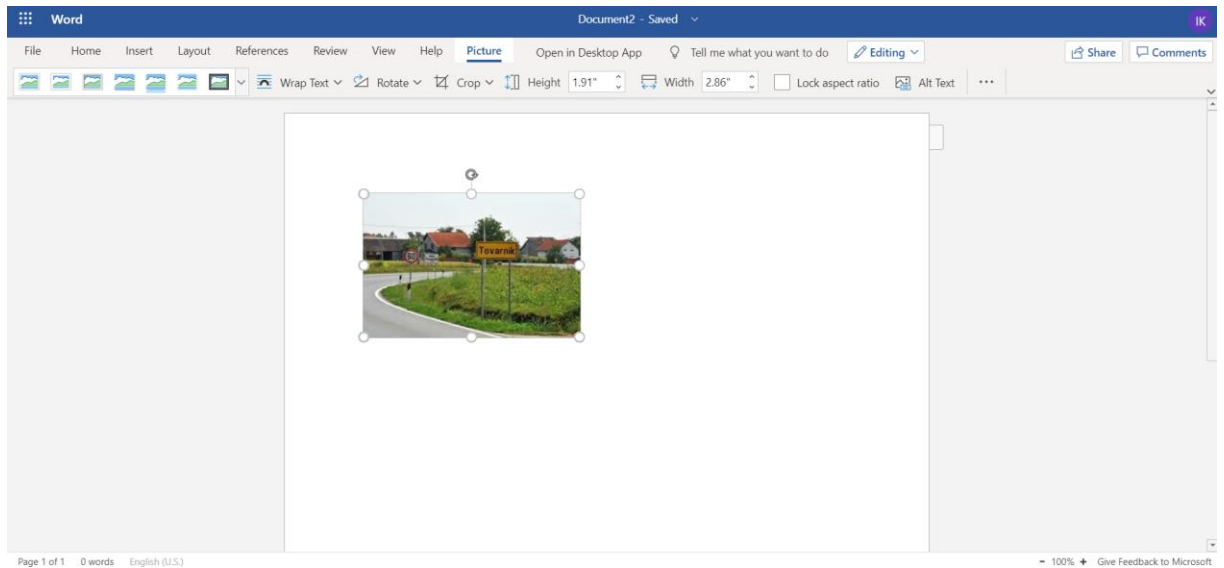 Word
Document2 - Saved
IK
File Home Insert Layout References Review View Help Picture Open in Desktop App Tell me what you want to do Editing Share Comments
Wrap Text Rotate Crop Height 1.91" Width 2.86" Lock aspect ratio Alt Text ...
Tovarnik
Page 1 of 1 0 words English (U.S.) - 100% + Give Feedback to Microsoft